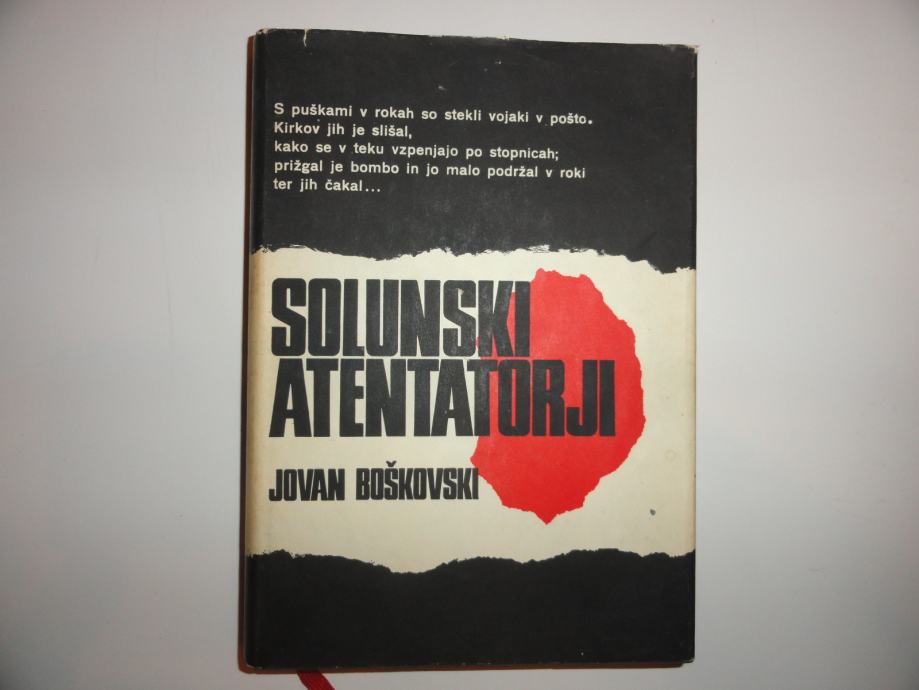 S puškami v rokah so stekli vojaki v pošto.
Kirkov jih je slišal,
kako se v teku vzpenjajo po stopnicah;
prižgal je bombo in jo malo podržal v roki
ter jih čakal...
SOLUNSKI
ATENTATORJI
JOVAN BOŠKOVSKI